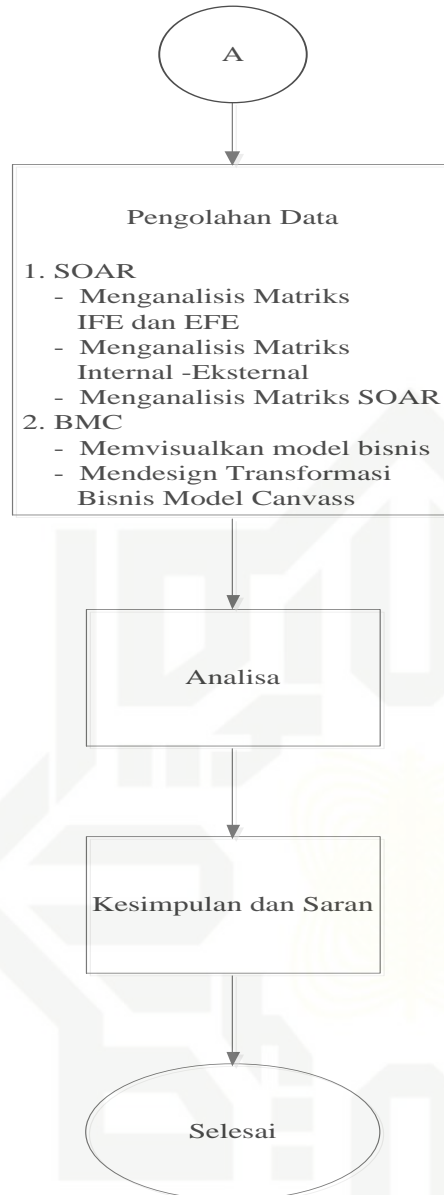 A
Pengolahan Data
1. SOAR
- Menganalisis Matriks
IFE dan EFE
- Menganalisis Matriks
Internal -Eksternal
- Menganalisis Matriks SOAR
2. BMC
- Memvisualkan model bisnis
- Mendesign Transformasi
Bisnis Model Canvass
Analisa
Kesimpulan dan Saran
Selesai